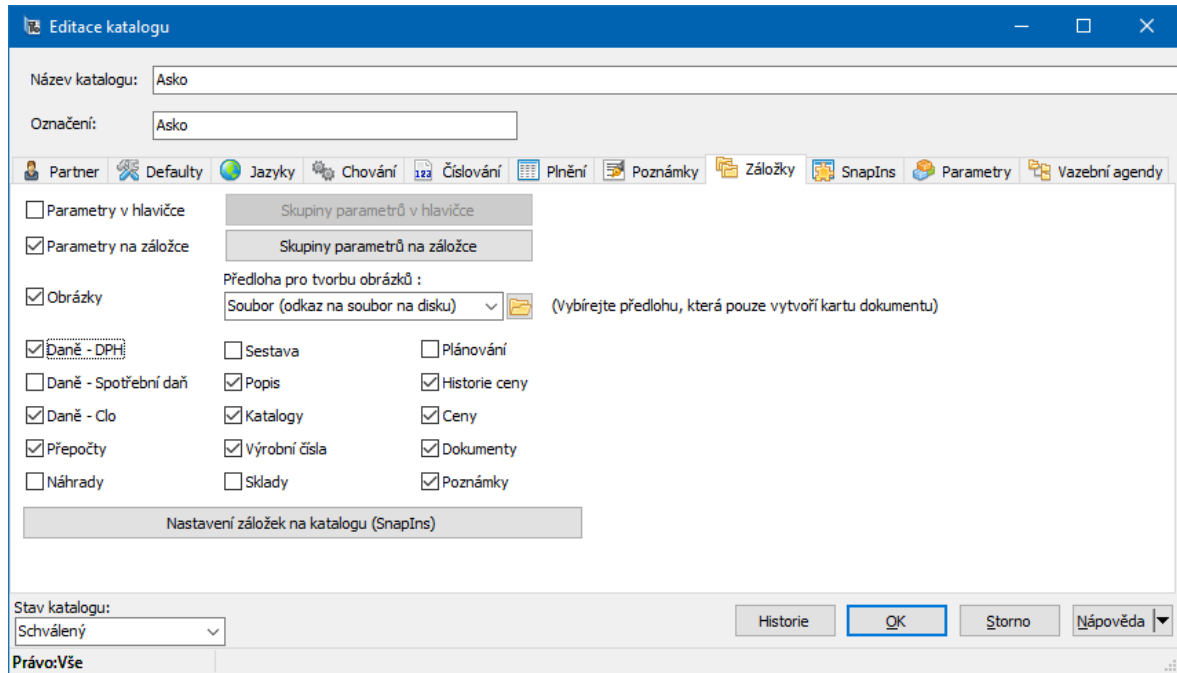 Editace katalogu
Název katalogu: Asko
Označení: Asko
Partner Defaulty Jazyky Chování Číslování Plnění Poznámky Záložky SnapIns Parametry Vazební agendy
Parametry v hlavičce Skupiny parametrů v hlavičce
Parametry na záložce Skupiny parametrů na záložce
Předloha pro tvorbu obrázků :
Obrázky Soubor (odkaz na soubor na disku) (Vybírejte předlohu, která pouze vytvoří kartu dokumentu)
Daně - DPH Sestava Plánování
Daně - Spotřební daň Popis Historie ceny
Daně - Clo Katalogy Ceny
Přepočty Výrobní čísla Dokumenty
Náhrady Sklady Poznámky
Nastavení záložek na katalogu (SnapIns)
Stav katalogu:
Schválený Historie OK Storno Nápověda
Právo:Vše